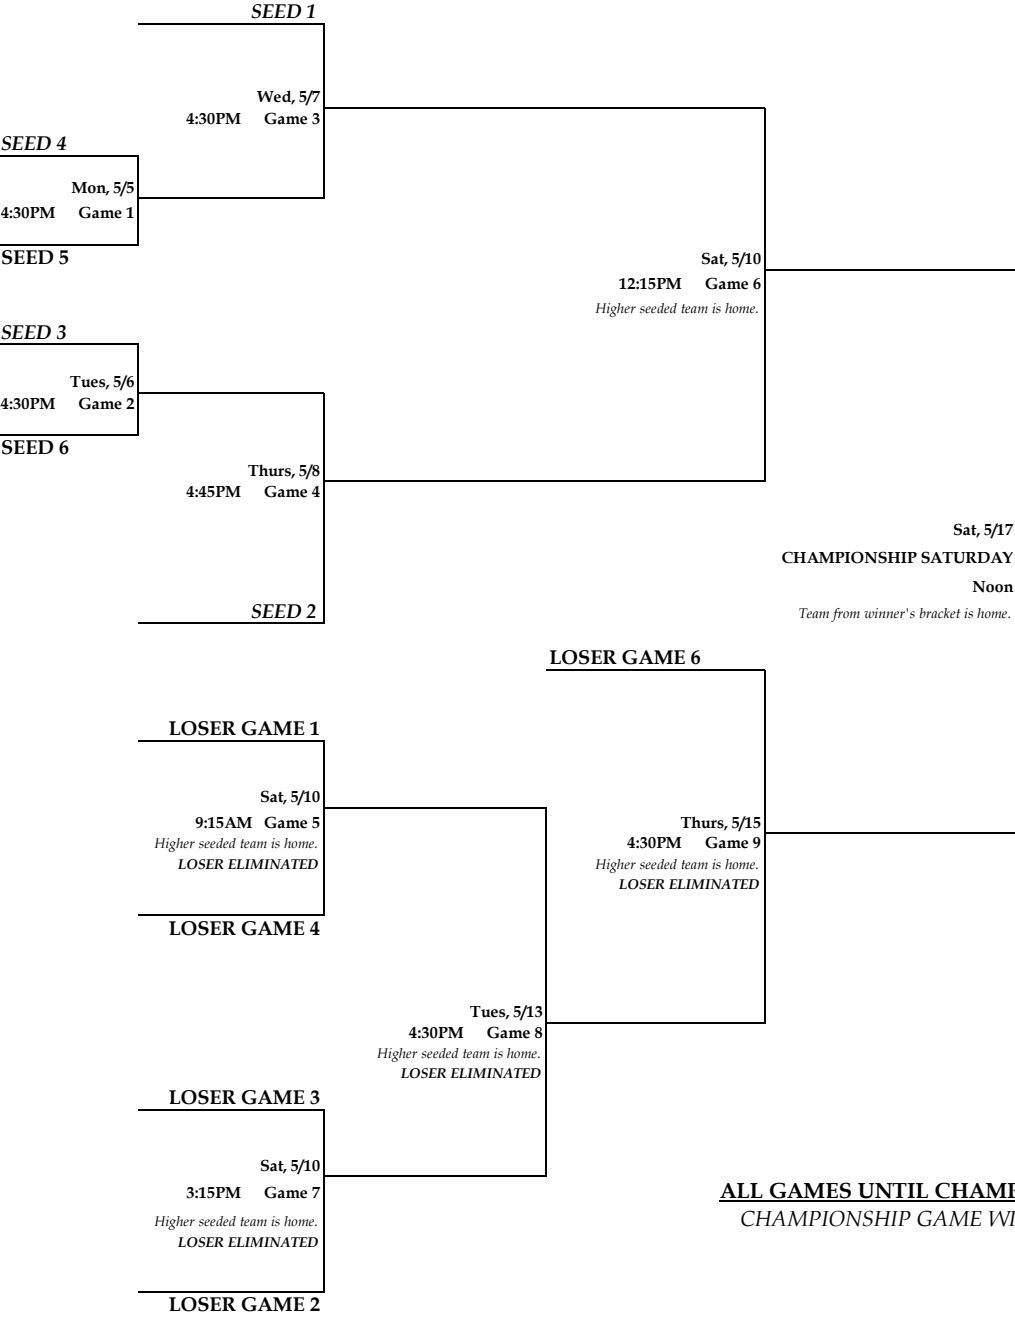 SEED 1
Wed, 5/7
4:30PM Game 3
SEED 4
Mon, 5/5
4:30PM Game 1
SEED 5
Sat, 5/10
12:15PM Game 6
Higher seeded team is home.
SEED 3
Tues, 5/6
4:30PM Game 2
SEED 6
Thurs, 5/8
4:45PM Game 4
SEED 2
Sat, 5/17
CHAMPIONSHIP SATURDAY
Noon
Team from winner's bracket is home.
LOSER GAME 6
LOSER GAME 1
Sat, 5/10
9:15AM Game 5
Higher seeded team is home.
LOSER ELIMINATED
LOSER GAME 4
Thurs, 5/15
4:30PM Game 9
Higher seeded team is home.
LOSER ELIMINATED
Tues, 5/13
4:30PM Game 8
Higher seeded team is home.
LOSER ELIMINATED
LOSER GAME 3
Sat, 5/10
3:15PM Game 7
Higher seeded team is home.
LOSER ELIMINATED
LOSER GAME 2
ALL GAMES UNTIL
CHAMPIONSHIP GAME